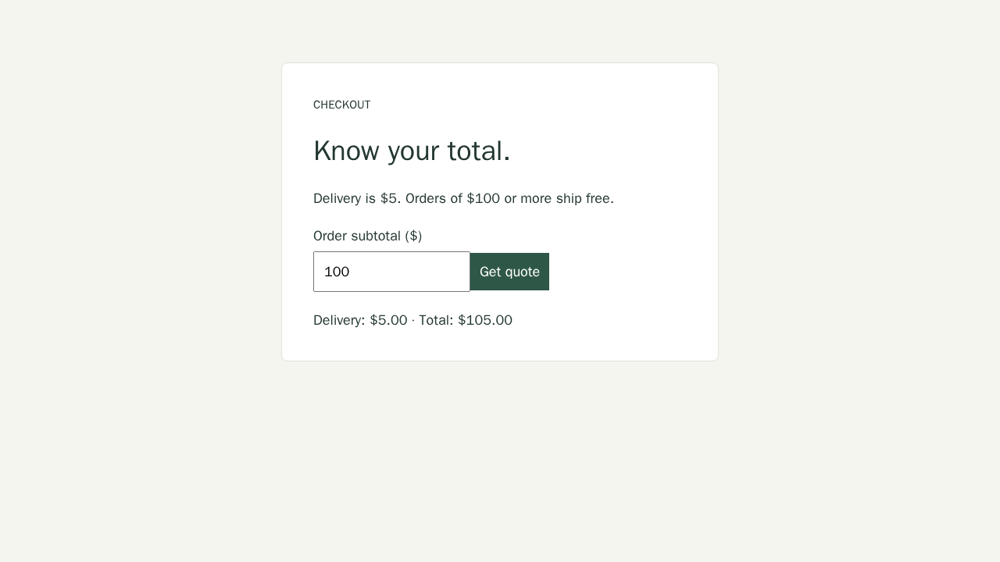 CHECKOUT
Know your total.
Delivery is $5. Orders of $100 or more ship free.
Order subtotal ($)
100
Get quote
Delivery: $5.00 · Total: $105.00